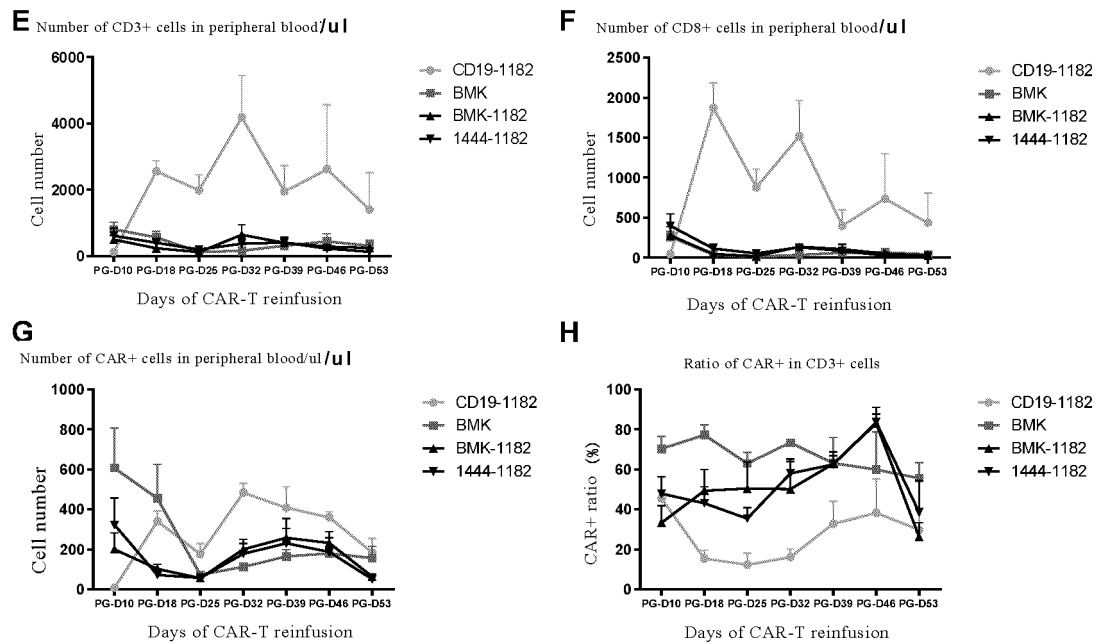 E Number of CD3+ cells in peripheral blood/ul
6000
4000
2000
0
Cell number
PG-D10 PG-D18 PG-D25 PG-D32 PG-D39 PG-D46 PG-D53
Days of CAR-T reinfusion
CD19-1182
BMK
BMK-1182
1444-1182
F Number of CD8+ cells in peripheral blood/ul
2500
2000
1500
1000
500
0
Cell number
PG-D10 PG-D18 PG-D25 PG-D32 PG-D39 PG-D46 PG-D53
Days of CAR-T reinfusion
CD19-1182
BMK
BMK-1182
1444-1182
G
Number of CAR+ cells in peripheral blood/ul /ul
1000
800
600
400
200
0
Cell number
PG-D10 PG-D18 PG-D25 PG-D32 PG-D39 PG-D46 PG-D53
Days of CAR-T reinfusion
CD19-1182
BMK
BMK-1182
1444-1182
H
Ratio of CAR+ in CD3+ cells
100
80
60
40
20
0
CAR+ ratio (%)
PG-D10 PG-D18 PG-D25 PG-D32 PG-D39 PG-D46 PG-D53
Days of CAR-T reinfusion
CD19-1182
BMK
BMK-1182
1444-1182